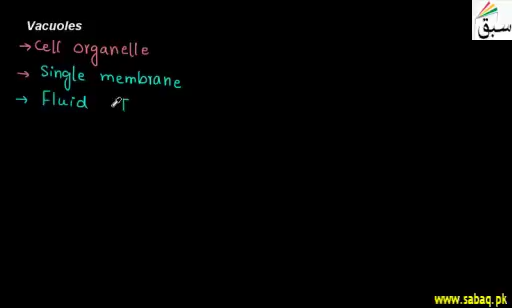 Vacuoles
→ Cell organelle
→ Single membrane
→ Fluid
سبق
www.sabaq.pk